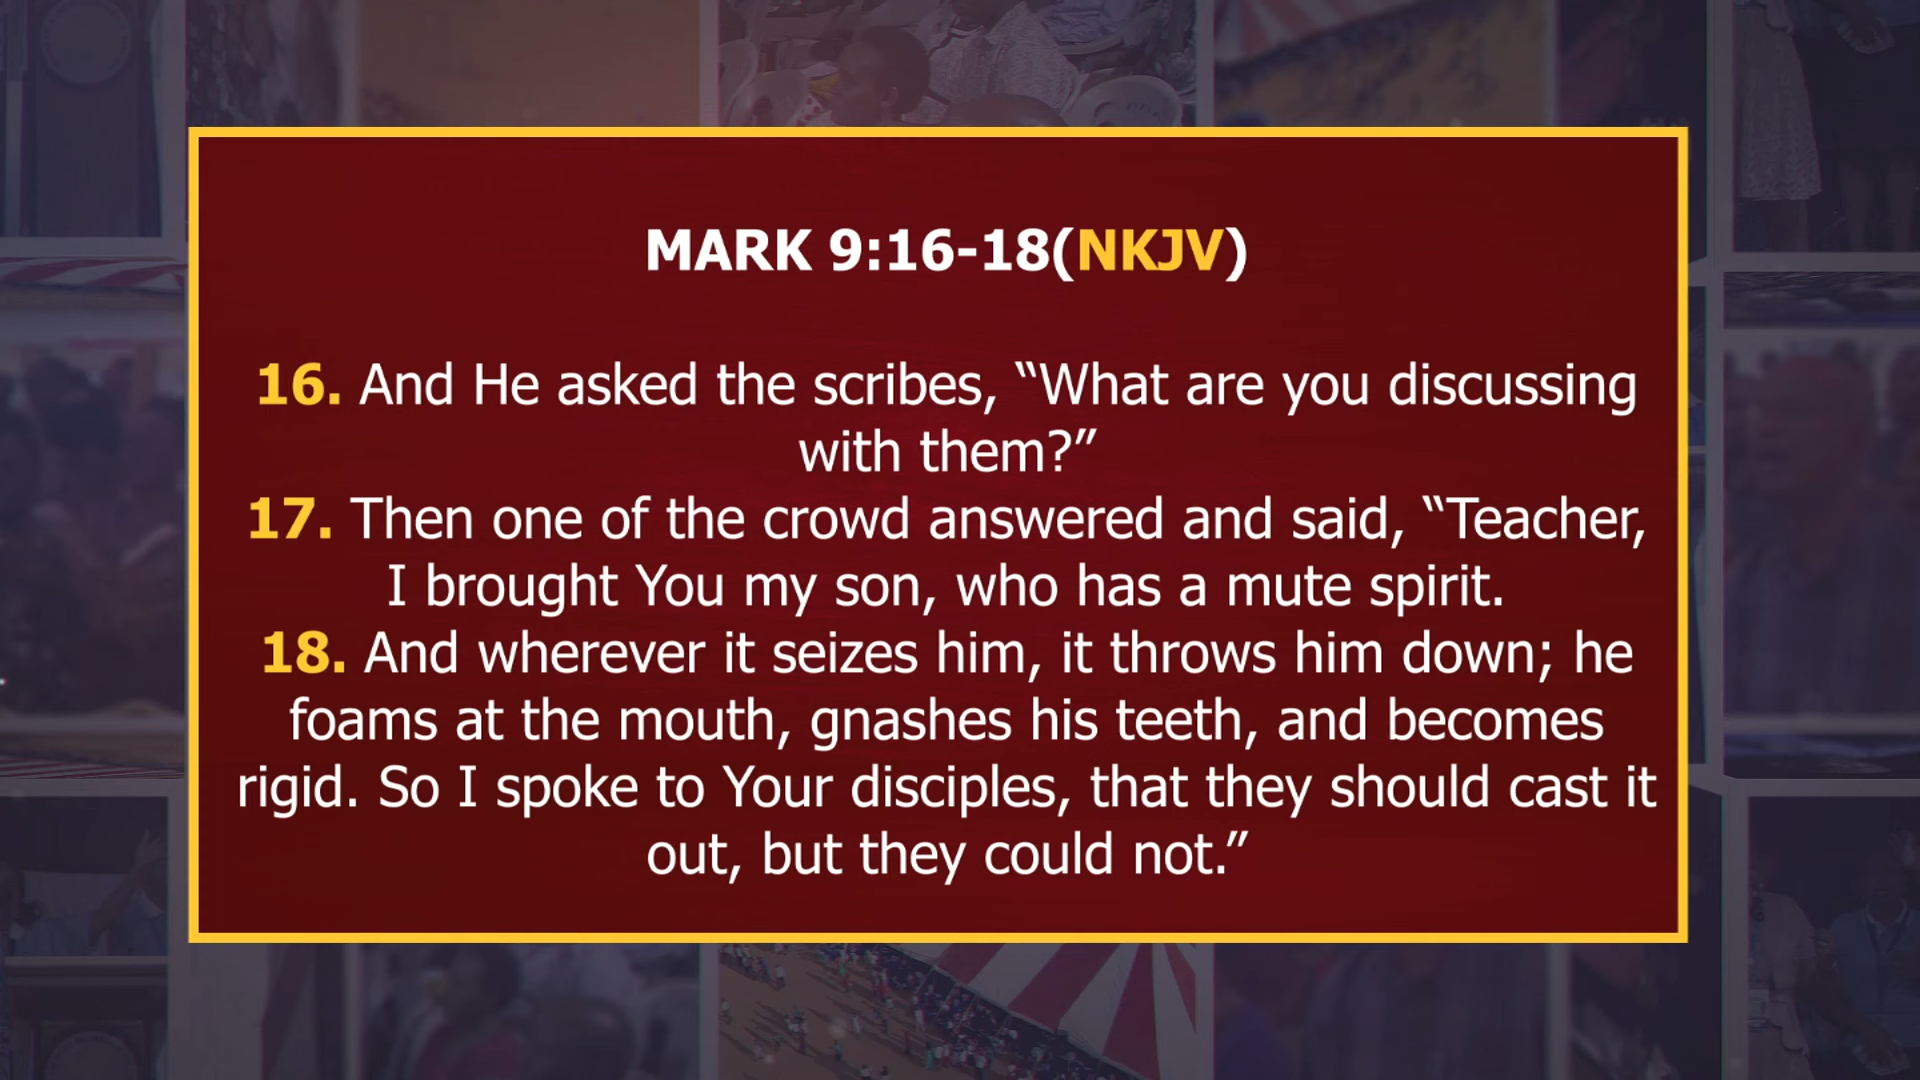 MARK 9:16-18(NKJV)
16. And He asked the scribes, “What are you discussing
with them?”
17. Then one of the crowd answered and said, “Teacher,
I brought You my son, who has a mute spirit.
18. And wherever it seizes him, it throws him down; he
foams at the mouth, gnashes his teeth, and becomes
rigid. So I spoke to Your disciples, that they should cast it
out, but they could not.”